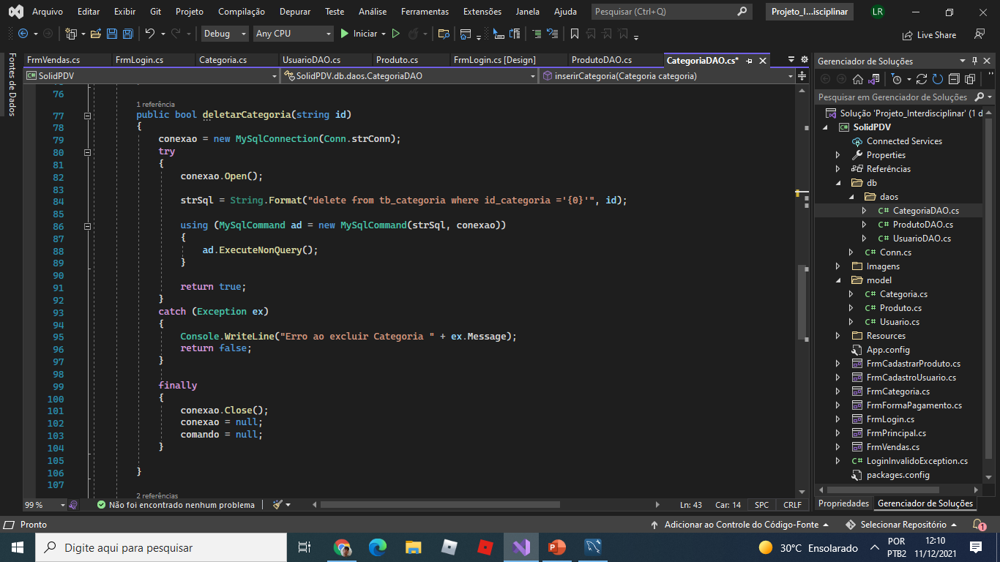 Arquivo Editar Exibir Git Projeto Compilação Depurar Teste Análise Ferramentas Extensões Janela Ajuda Pesquisar (Ctrl+Q) Projeto_I...isciplinar LR
Debug Any CPU Iniciar Live Share
Fontes de Dados
FrmVendas.cs FrmLogin.cs Categoria.cs UsuarioDAO.cs Produto.cs FrmLogin.cs [Design] ProdutoDAO.cs CategoriaDAO.cs*
SolidPDV SolidPDV.db.daos.CategoriaDAO inserirCategoria(Categoria categoria)
76
1 referência
77 public bool deletarCategoria(string id)
78 {
79 conexao = new MySqlConnection(Conn.strConn);
80 try
81 {
82 conexao.Open();
83
84 strSql = String.Format("delete from tb_categoria where id_categoria ='{0}'", id);
85
86 using (MySqlCommand ad = new MySqlCommand(strSql, conexao))
87 {
88 ad.ExecuteNonQuery();
89 }
90
91 return true;
92 }
93 catch (Exception ex)
94 {
95 Console.WriteLine("Erro ao excluir Categoria " + ex.Message);
96 return false;
97 }
98
99 finally
100 {
101 conexao.Close();
102 conexao = null;
103 comando = null;
104 }
105
106 }
107
2 referências
99 % Não foi encontrado nenhum problema Ln: 43 Car: 14 SPC CRLF
Gerenciador de Soluções
Pesquisar em Gerenciador de Soluções
Solução 'Projeto_Interdisciplinar' (1 d
SolidPDV
Connected Services
Properties
Referências
db
daos
CategoriaDAO.cs
ProdutoDAO.cs
UsuarioDAO.cs
Conn.cs
Imagens
model
Categoria.cs
Produto.cs
Usuario.cs
Resources
App.config
FrmCadastrarProduto.cs
FrmCadastroUsuario.cs
FrmCategoria.cs
FrmFormaPagamento.cs
FrmLogin.cs
FrmPrincipal.cs
FrmVendas.cs
LoginInvalidoException.cs
packages.config
Propriedades Gerenciador de Soluções
Pronto Adicionar ao Controle do Código-Fonte Selecionar Repositório 1
Digite aqui para pesquisar 30°C Ensolarado POR 12:10
PTB2 11/12/2021